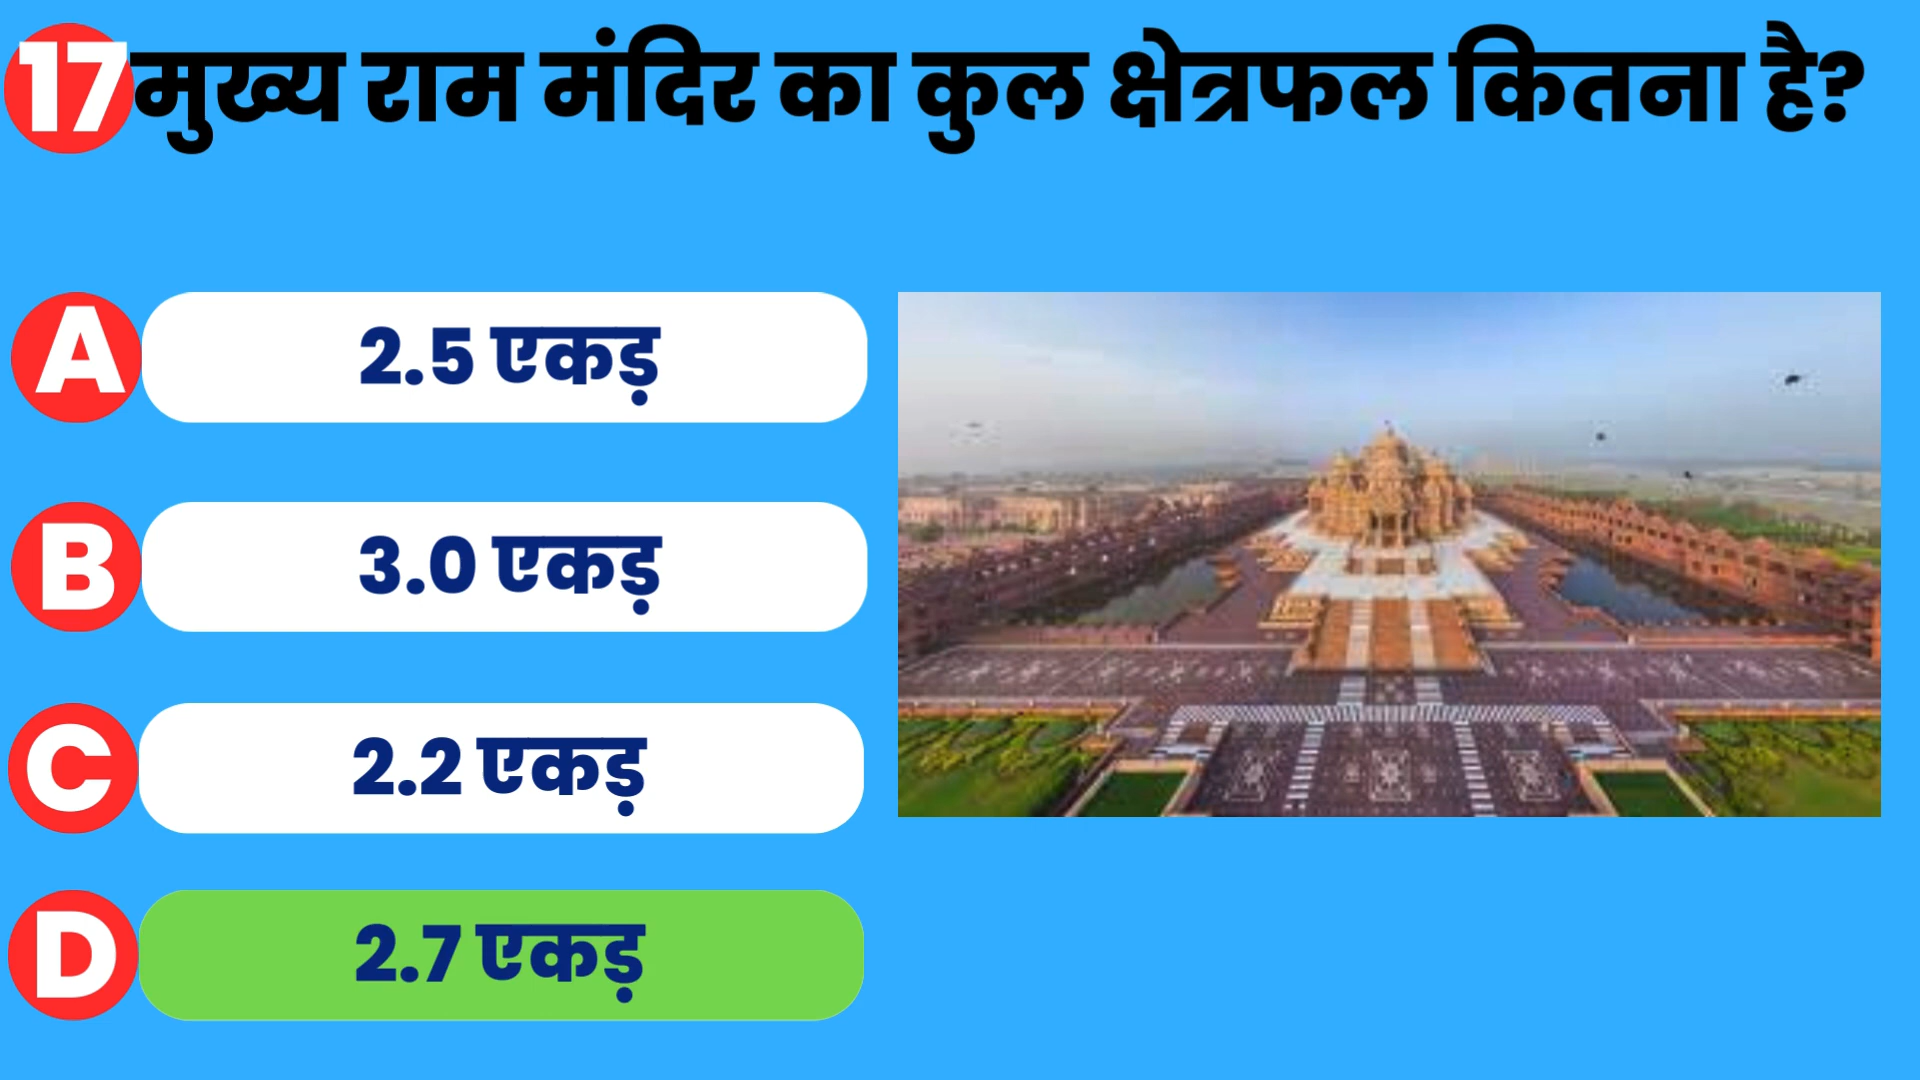 17 मुख्य राम मंदिर का कुल क्षेत्रफल कितना है?
A 2.5 एकड़
B 3.0 एकड़
C 2.2 एकड़
D 2.7 एकड़